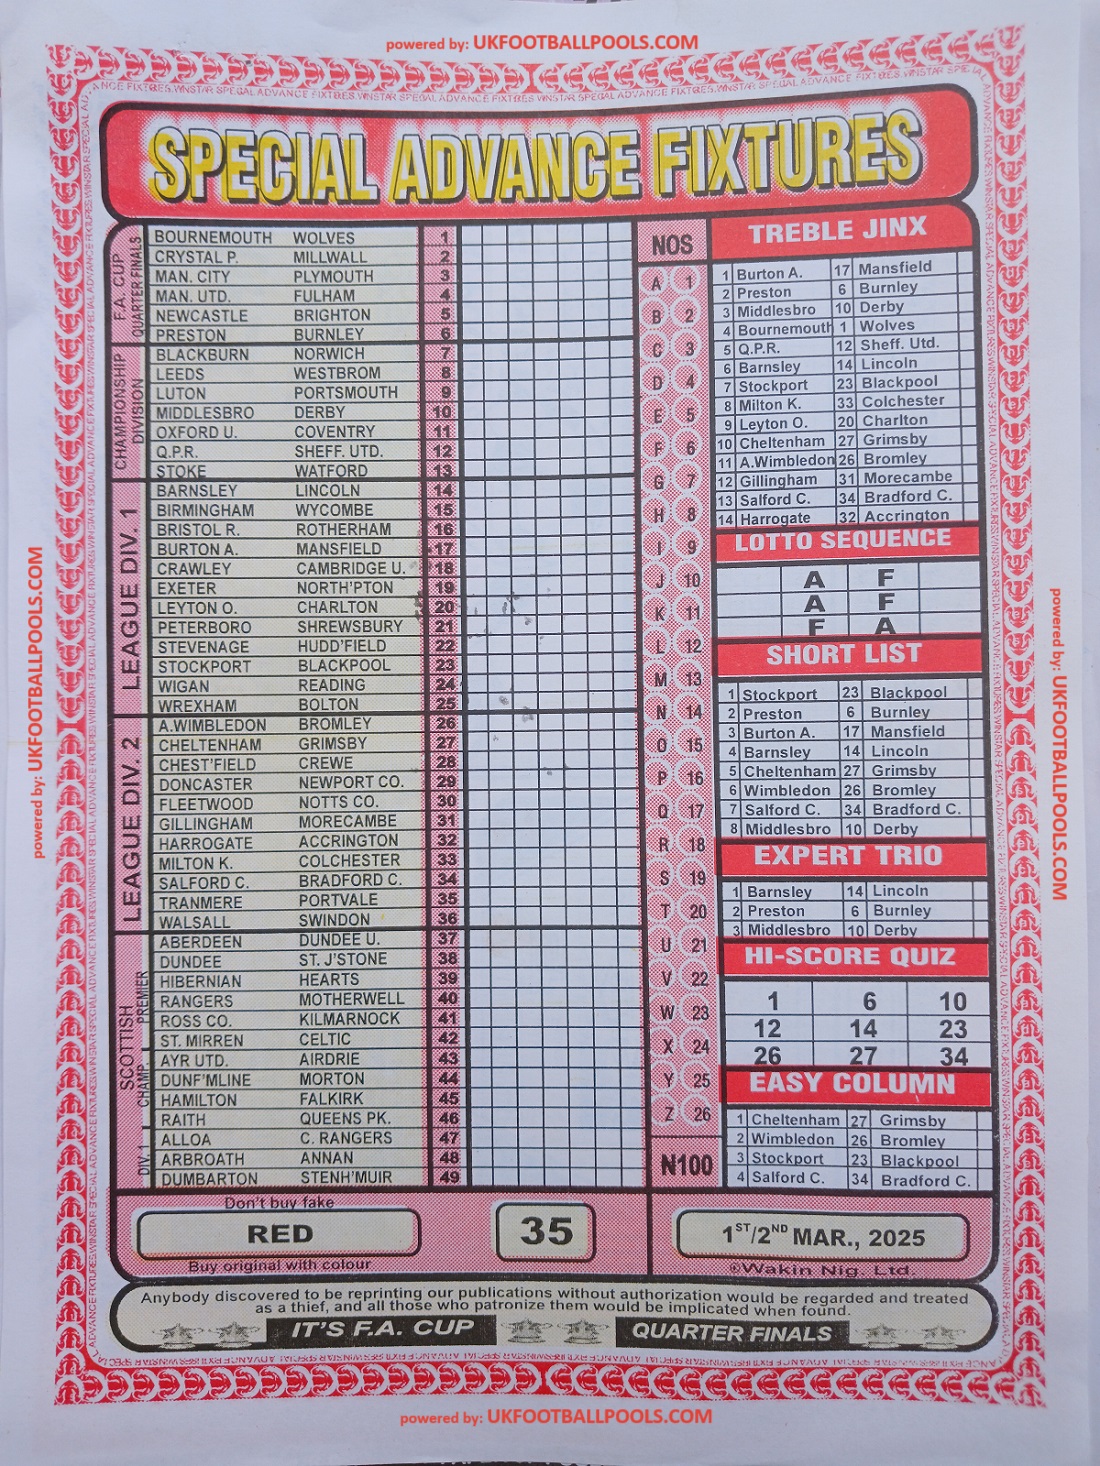 powered by: UKFOOTBALLPOOLS.COM
SPECIAL ADVANCE FIXTURES
F.A. CUP
QUARTER FINALS
BOURNEMOUTH WOLVES 1
CRYSTAL P. MILLWALL 2
MAN. CITY PLYMOUTH 3
MAN. UTD. FULHAM 4
NEWCASTLE BRIGHTON 5
PRESTON BURNLEY 6
CHAMPIONSHIP
DIVISION
BLACKBURN NORWICH 7
LEEDS WESTBROM 8
LUTON PORTSMOUTH 9
MIDDLESBRO DERBY 10
OXFORD U. COVENTRY 11
Q.P.R. SHEFF. UTD. 12
STOKE WATFORD 13
LEAGUE DIV. 1
BARNSLEY LINCOLN 14
BIRMINGHAM WYCOMBE 15
BRISTOL R. ROTHERHAM 16
BURTON A. MANSFIELD 17
CRAWLEY CAMBRIDGE U. 18
EXETER NORTH'PTON 19
LEYTON O. CHARLTON 20
PETERBORO SHREWSBURY 21
STEVENAGE HUDD'FIELD 22
STOCKPORT BLACKPOOL 23
WIGAN READING 24
WREXHAM BOLTON 25
LEAGUE DIV. 2
A.WIMBLEDON BROMLEY 26
CHELTENHAM GRIMSBY 27
CHEST'FIELD CREWE 28
DONCASTER NEWPORT CO. 29
FLEETWOOD NOTTS CO. 30
GILLINGHAM MORECAMBE 31
HARROGATE ACCRINGTON 32
MILTON K. COLCHESTER 33
SALFORD C. BRADFORD C. 34
TRANMERE PORTVALE 35
WALSALL SWINDON 36
SCOTTISH
PREMIER
ABERDEEN DUNDEE U. 37
DUNDEE ST. J'STONE 38
HIBERNIAN HEARTS 39
RANGERS MOTHERWELL 40
ROSS CO. KILMARNOCK 41
ST. MIRREN CELTIC 42
CHAMP
AYR UTD. AIRDRIE 43
DUNF'MLINE MORTON 44
HAMILTON FALKIRK 45
RAITH QUEENS PK. 46
DIV. 1
ALLOA C. RANGERS 47
ARBROATH ANNAN 48
DUMBARTON STENH'MUIR 49
NOS
A 1
B 2
C 3
D 4
E 5
F 6
G 7
H 8
I 9
J 10
K 11
L 12
M 13
N 14
O 15
P 16
Q 17
R 18
S 19
T 20
U 21
V 22
W 23
X 24
Y 25
Z 26
₦100
TREBLE JINX
1 Burton A. 17 Mansfield
2 Preston 6 Burnley
3 Middlesbro 10 Derby
4 Bournemouth 1 Wolves
5 Q.P.R. 12 Sheff. Utd.
6 Barnsley 14 Lincoln
7 Stockport 23 Blackpool
8 Milton K. 33 Colchester
9 Leyton O. 20 Charlton
10 Cheltenham 27 Grimsby
11 A.Wimbledon 26 Bromley
12 Gillingham 31 Morecambe
13 Salford C. 34 Bradford C.
14 Harrogate 32 Accrington
LOTTO SEQUENCE
A F
A F
F A
SHORT LIST
1 Stockport 23 Blackpool
2 Preston 6 Burnley
3 Burton A. 17 Mansfield
4 Barnsley 14 Lincoln
5 Cheltenham 27 Grimsby
6 Wimbledon 26 Bromley
7 Salford C. 34 Bradford C.
8 Middlesbro 10 Derby
EXPERT TRIO
1 Barnsley 14 Lincoln
2 Preston 6 Burnley
3 Middlesbro 10 Derby
HI-SCORE QUIZ
1 6 10
12 14 23
26 27 34
EASY COLUMN
1 Cheltenham 27 Grimsby
2 Wimbledon 26 Bromley
3 Stockport 23 Blackpool
4 Salford C. 34 Bradford C.
Don't buy fake
RED
Buy original with colour
35
1ST/2ND MAR., 2025
©Wakin Nig. Ltd.
Anybody discovered to be reprinting our publications without authorization would be regarded and treated
as a thief, and all those who patronize them would be implicated when found.
IT'S F.A. CUP QUARTER FINALS
powered by: UKFOOTBALLPOOLS.COM
powered by: UKFOOTBALLPOOLS.COM
powered by: UKFOOTBALLPOOLS.COM